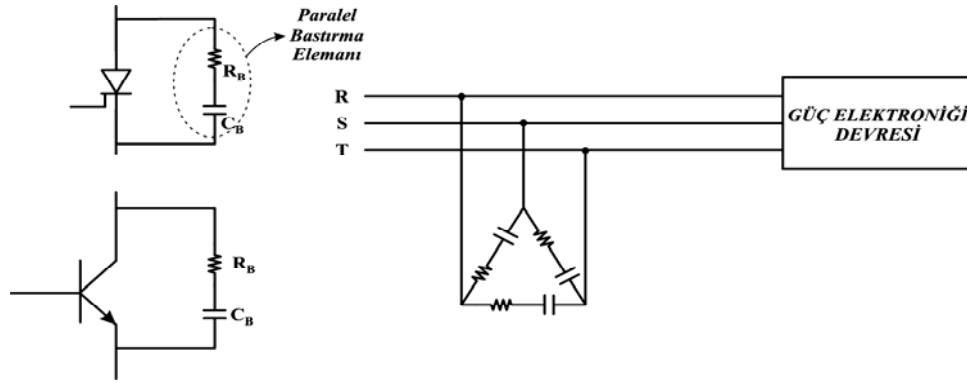 Paralel
Bastırma
Elemanı
R_B
C_B
R
S
T
GÜÇ ELEKTRONİĞİ
DEVRESİ
R_B
C_B